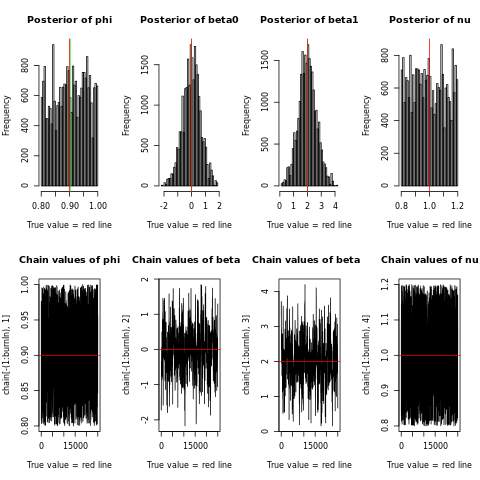 Posterior of phi
Posterior of beta0
Posterior of beta1
Posterior of nu
Frequency
0 200 400 600 800
0.80 0.90 1.00
True value = red line
Frequency
0 500 1000 1500
-2 0 1 2
True value = red line
Frequency
0 500 1000 1500
0 1 2 3 4
True value = red line
Frequency
0 200 400 600 800
0.8 1.0 1.2
True value = red line
Chain values of phi
Chain values of beta
Chain values of beta
Chain values of nu
chain[-(1:burnIn), 1]
0.80 0.85 0.90 0.95 1.00
0 15000
True value = red line
chain[-(1:burnIn), 2]
-2 -1 0 1 2
0 15000
True value = red line
chain[-(1:burnIn), 3]
0 1 2 3 4
0 15000
True value = red line
chain[-(1:burnIn), 4]
0.8 0.9 1.0 1.1 1.2
0 15000
True value = red line